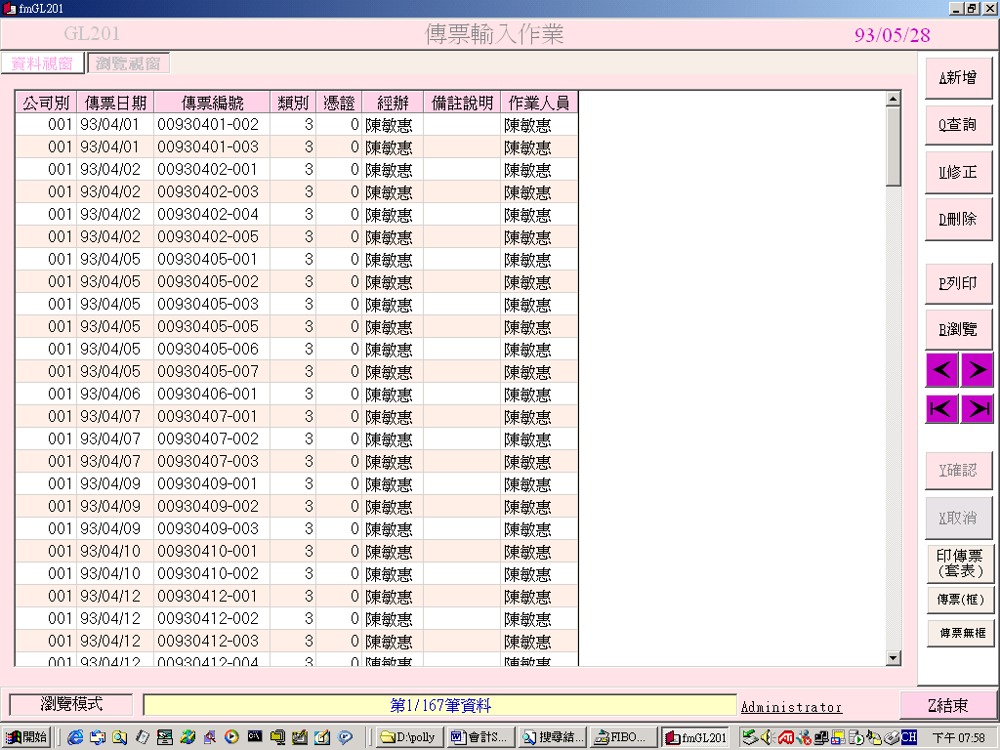 fmGL201
GL201 傳票輸入作業 93/05/28
資料視窗 瀏覽視窗
公司別 傳票日期 傳票編號 類別 憑證 經辦 備註說明 作業人員
001 93/04/01 00930401-002 3 0 陳敏惠 陳敏惠
001 93/04/01 00930401-003 3 0 陳敏惠 陳敏惠
001 93/04/02 00930402-001 3 0 陳敏惠 陳敏惠
001 93/04/02 00930402-003 3 0 陳敏惠 陳敏惠
001 93/04/02 00930402-004 3 0 陳敏惠 陳敏惠
001 93/04/02 00930402-005 3 0 陳敏惠 陳敏惠
001 93/04/05 00930405-001 3 0 陳敏惠 陳敏惠
001 93/04/05 00930405-002 3 0 陳敏惠 陳敏惠
001 93/04/05 00930405-003 3 0 陳敏惠 陳敏惠
001 93/04/05 00930405-005 3 0 陳敏惠 陳敏惠
001 93/04/05 00930405-006 3 0 陳敏惠 陳敏惠
001 93/04/05 00930405-007 3 0 陳敏惠 陳敏惠
001 93/04/06 00930406-001 3 0 陳敏惠 陳敏惠
001 93/04/07 00930407-001 3 0 陳敏惠 陳敏惠
001 93/04/07 00930407-002 3 0 陳敏惠 陳敏惠
001 93/04/07 00930407-003 3 0 陳敏惠 陳敏惠
001 93/04/09 00930409-001 3 0 陳敏惠 陳敏惠
001 93/04/09 00930409-002 3 0 陳敏惠 陳敏惠
001 93/04/09 00930409-003 3 0 陳敏惠 陳敏惠
001 93/04/10 00930410-001 3 0 陳敏惠 陳敏惠
001 93/04/10 00930410-002 3 0 陳敏惠 陳敏惠
001 93/04/12 00930412-001 3 0 陳敏惠 陳敏惠
001 93/04/12 00930412-002 3 0 陳敏惠 陳敏惠
001 93/04/12 00930412-003 3 0 陳敏惠 陳敏惠
001 93/04/12 00930412-004 3 0 陳敏惠 陳敏惠
A新增
Q查詢
U修正
D刪除
P列印
B瀏覽
Y確認
X取消
印傳票
(套表)
傳票(框)
傳票無框
瀏覽模式 第1/167筆資料 Administrator Z結束
開始 D:\polly 會計S... 搜尋結... FIBO... fmGL201 CH 下午 07:58